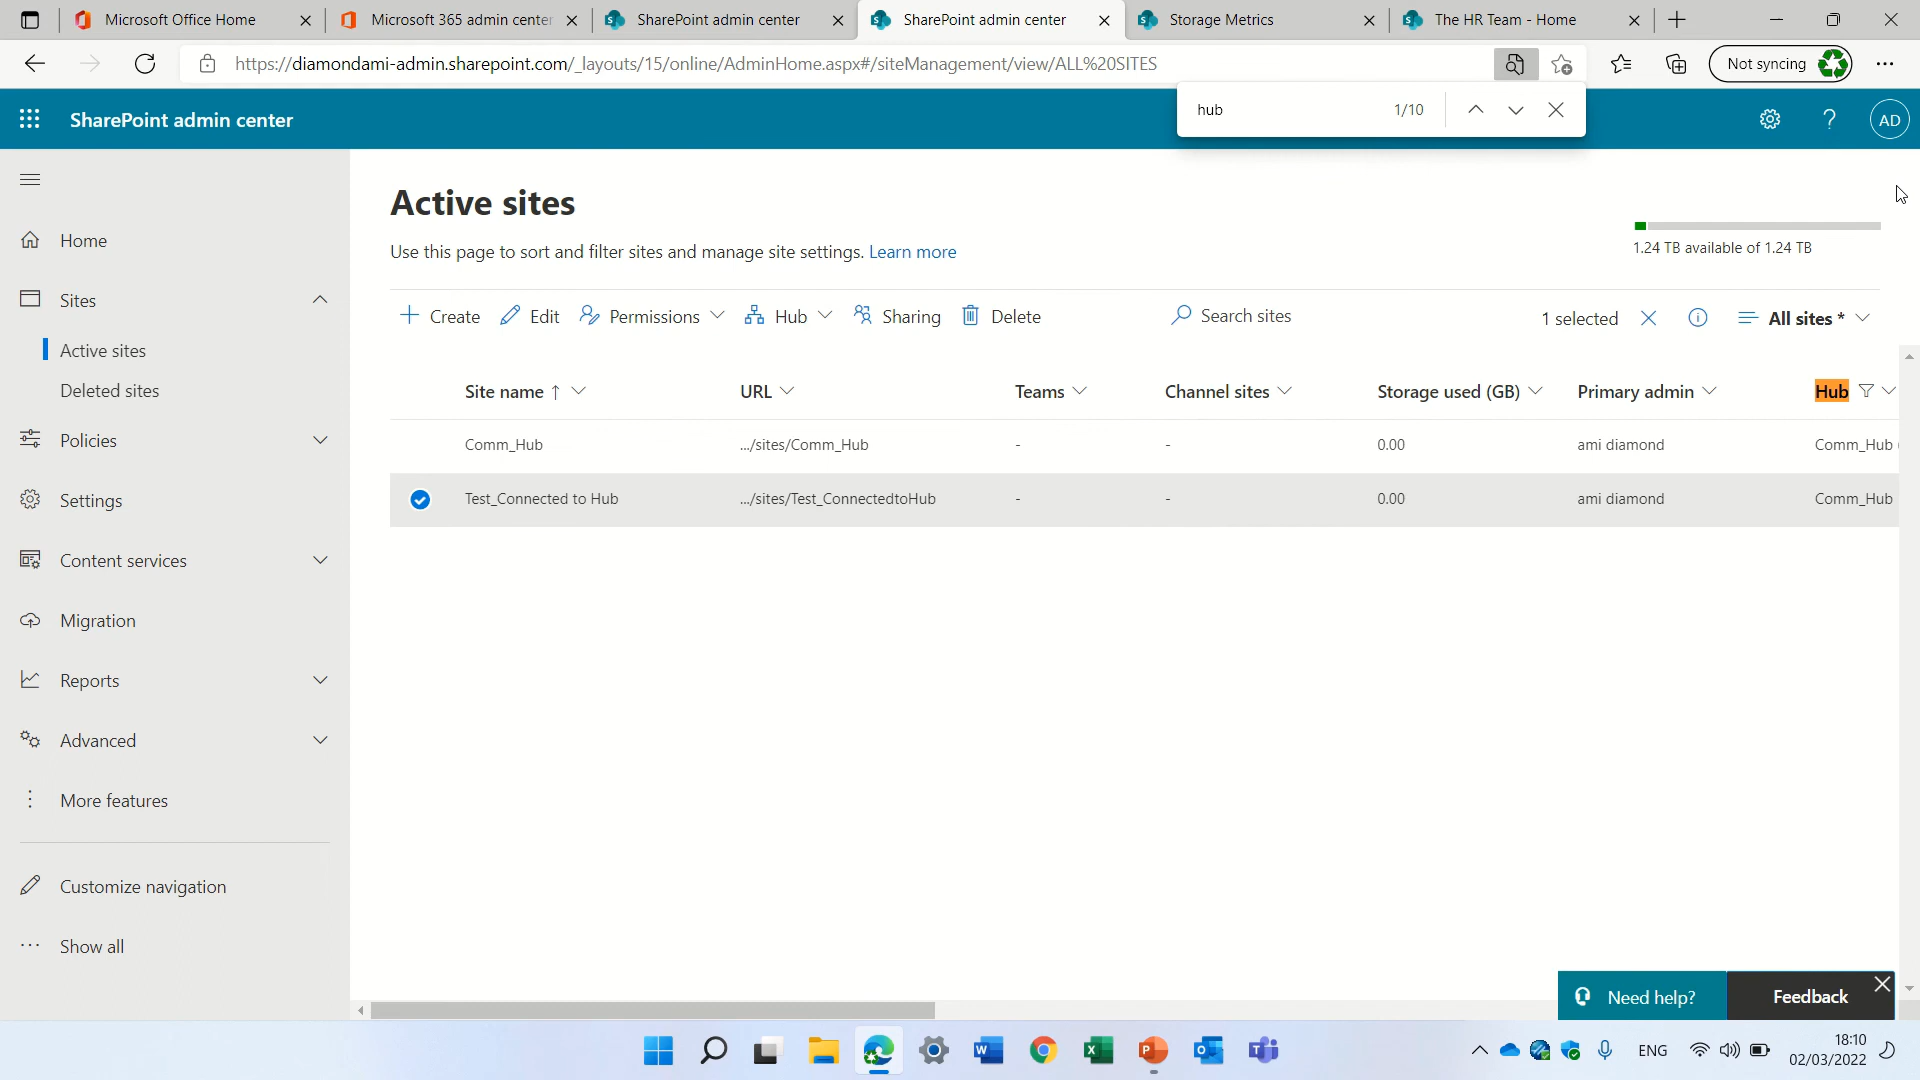 Microsoft Office Home
Microsoft 365 admin center
SharePoint admin center
SharePoint admin center
Storage Metrics
The HR Team - Home
https://diamondami-admin.sharepoint.com/_layouts/15/online/AdminHome.aspx#/siteManagement/view/ALL%20SITES
Not syncing
hub 1/10
SharePoint admin center
AD
Home
Sites
Active sites
Deleted sites
Policies
Settings
Content services
Migration
Reports
Advanced
More features
Customize navigation
Show all
Active sites
Use this page to sort and filter sites and manage site settings. Learn more
1.24 TB available of 1.24 TB
Create Edit Permissions Hub Sharing Delete Search sites 1 selected All sites *
Site name ↑ URL Teams Channel sites Storage used (GB) Primary admin Hub
Comm_Hub .../sites/Comm_Hub - - 0.00 ami diamond Comm_Hub
Test_Connected to Hub .../sites/Test_ConnectedtoHub - - 0.00 ami diamond Comm_Hub
Need help?
Feedback
ENG
18:10
02/03/2022